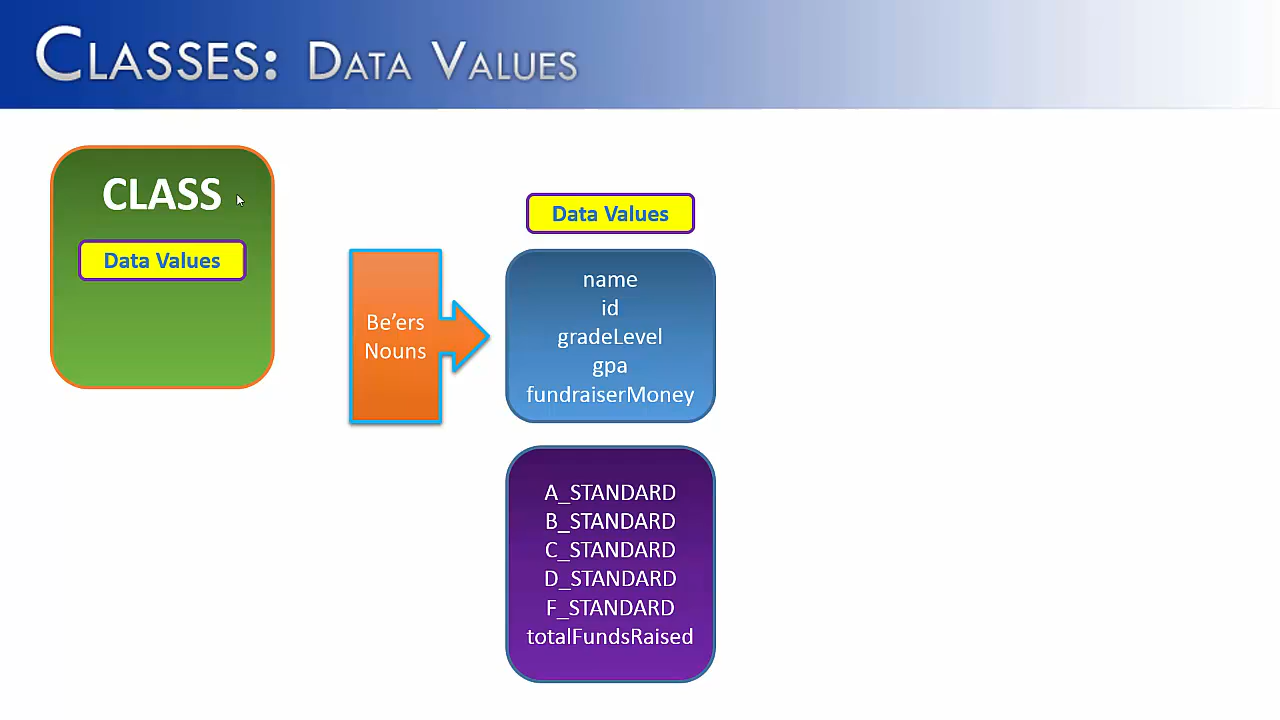 CLASSES: DATA VALUES
CLASS
Data Values
Be'ers
Nouns
Data Values
name
id
gradeLevel
gpa
fundraiserMoney
A_STANDARD
B_STANDARD
C_STANDARD
D_STANDARD
F_STANDARD
totalFundsRaised